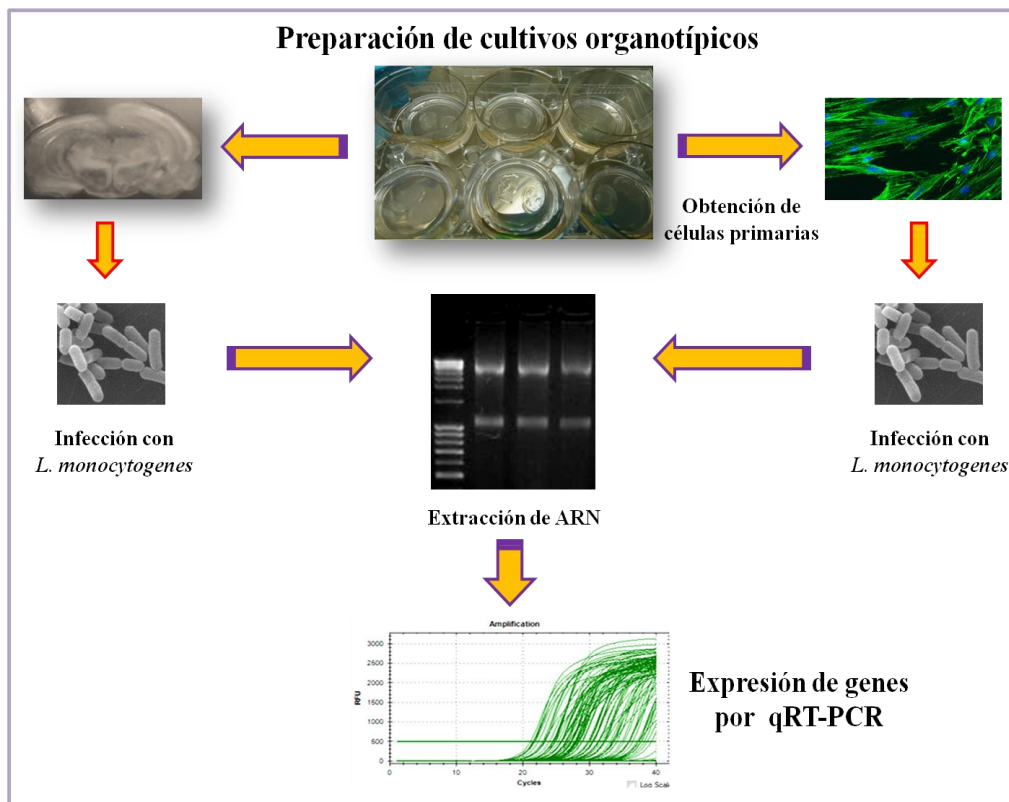 Preparación de cultivos organotípicos
Obtención de
células primarias
Infección con
L. monocytogenes
Extracción de ARN
Infección con
L. monocytogenes
Amplification
3000
2500
2000
1500
1000
500
0
RFU
0 10 20 30 40
Cycles
Expresión de genes
por qRT-PCR